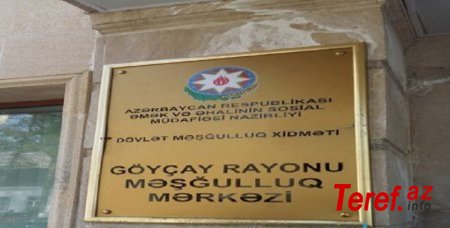 AZƏRBAYCAN RESPUBLİKASI
ƏMƏK VƏ ƏHALİNİN SOSİAL
MÜDAFİƏSİ NAZİRLİYİ
DÖVLƏT MƏŞĞULLUQ XİDMƏTİ
GÖYÇAY RAYONU
MƏŞĞULLUQ
MƏRKƏZİ
Teref.az
info